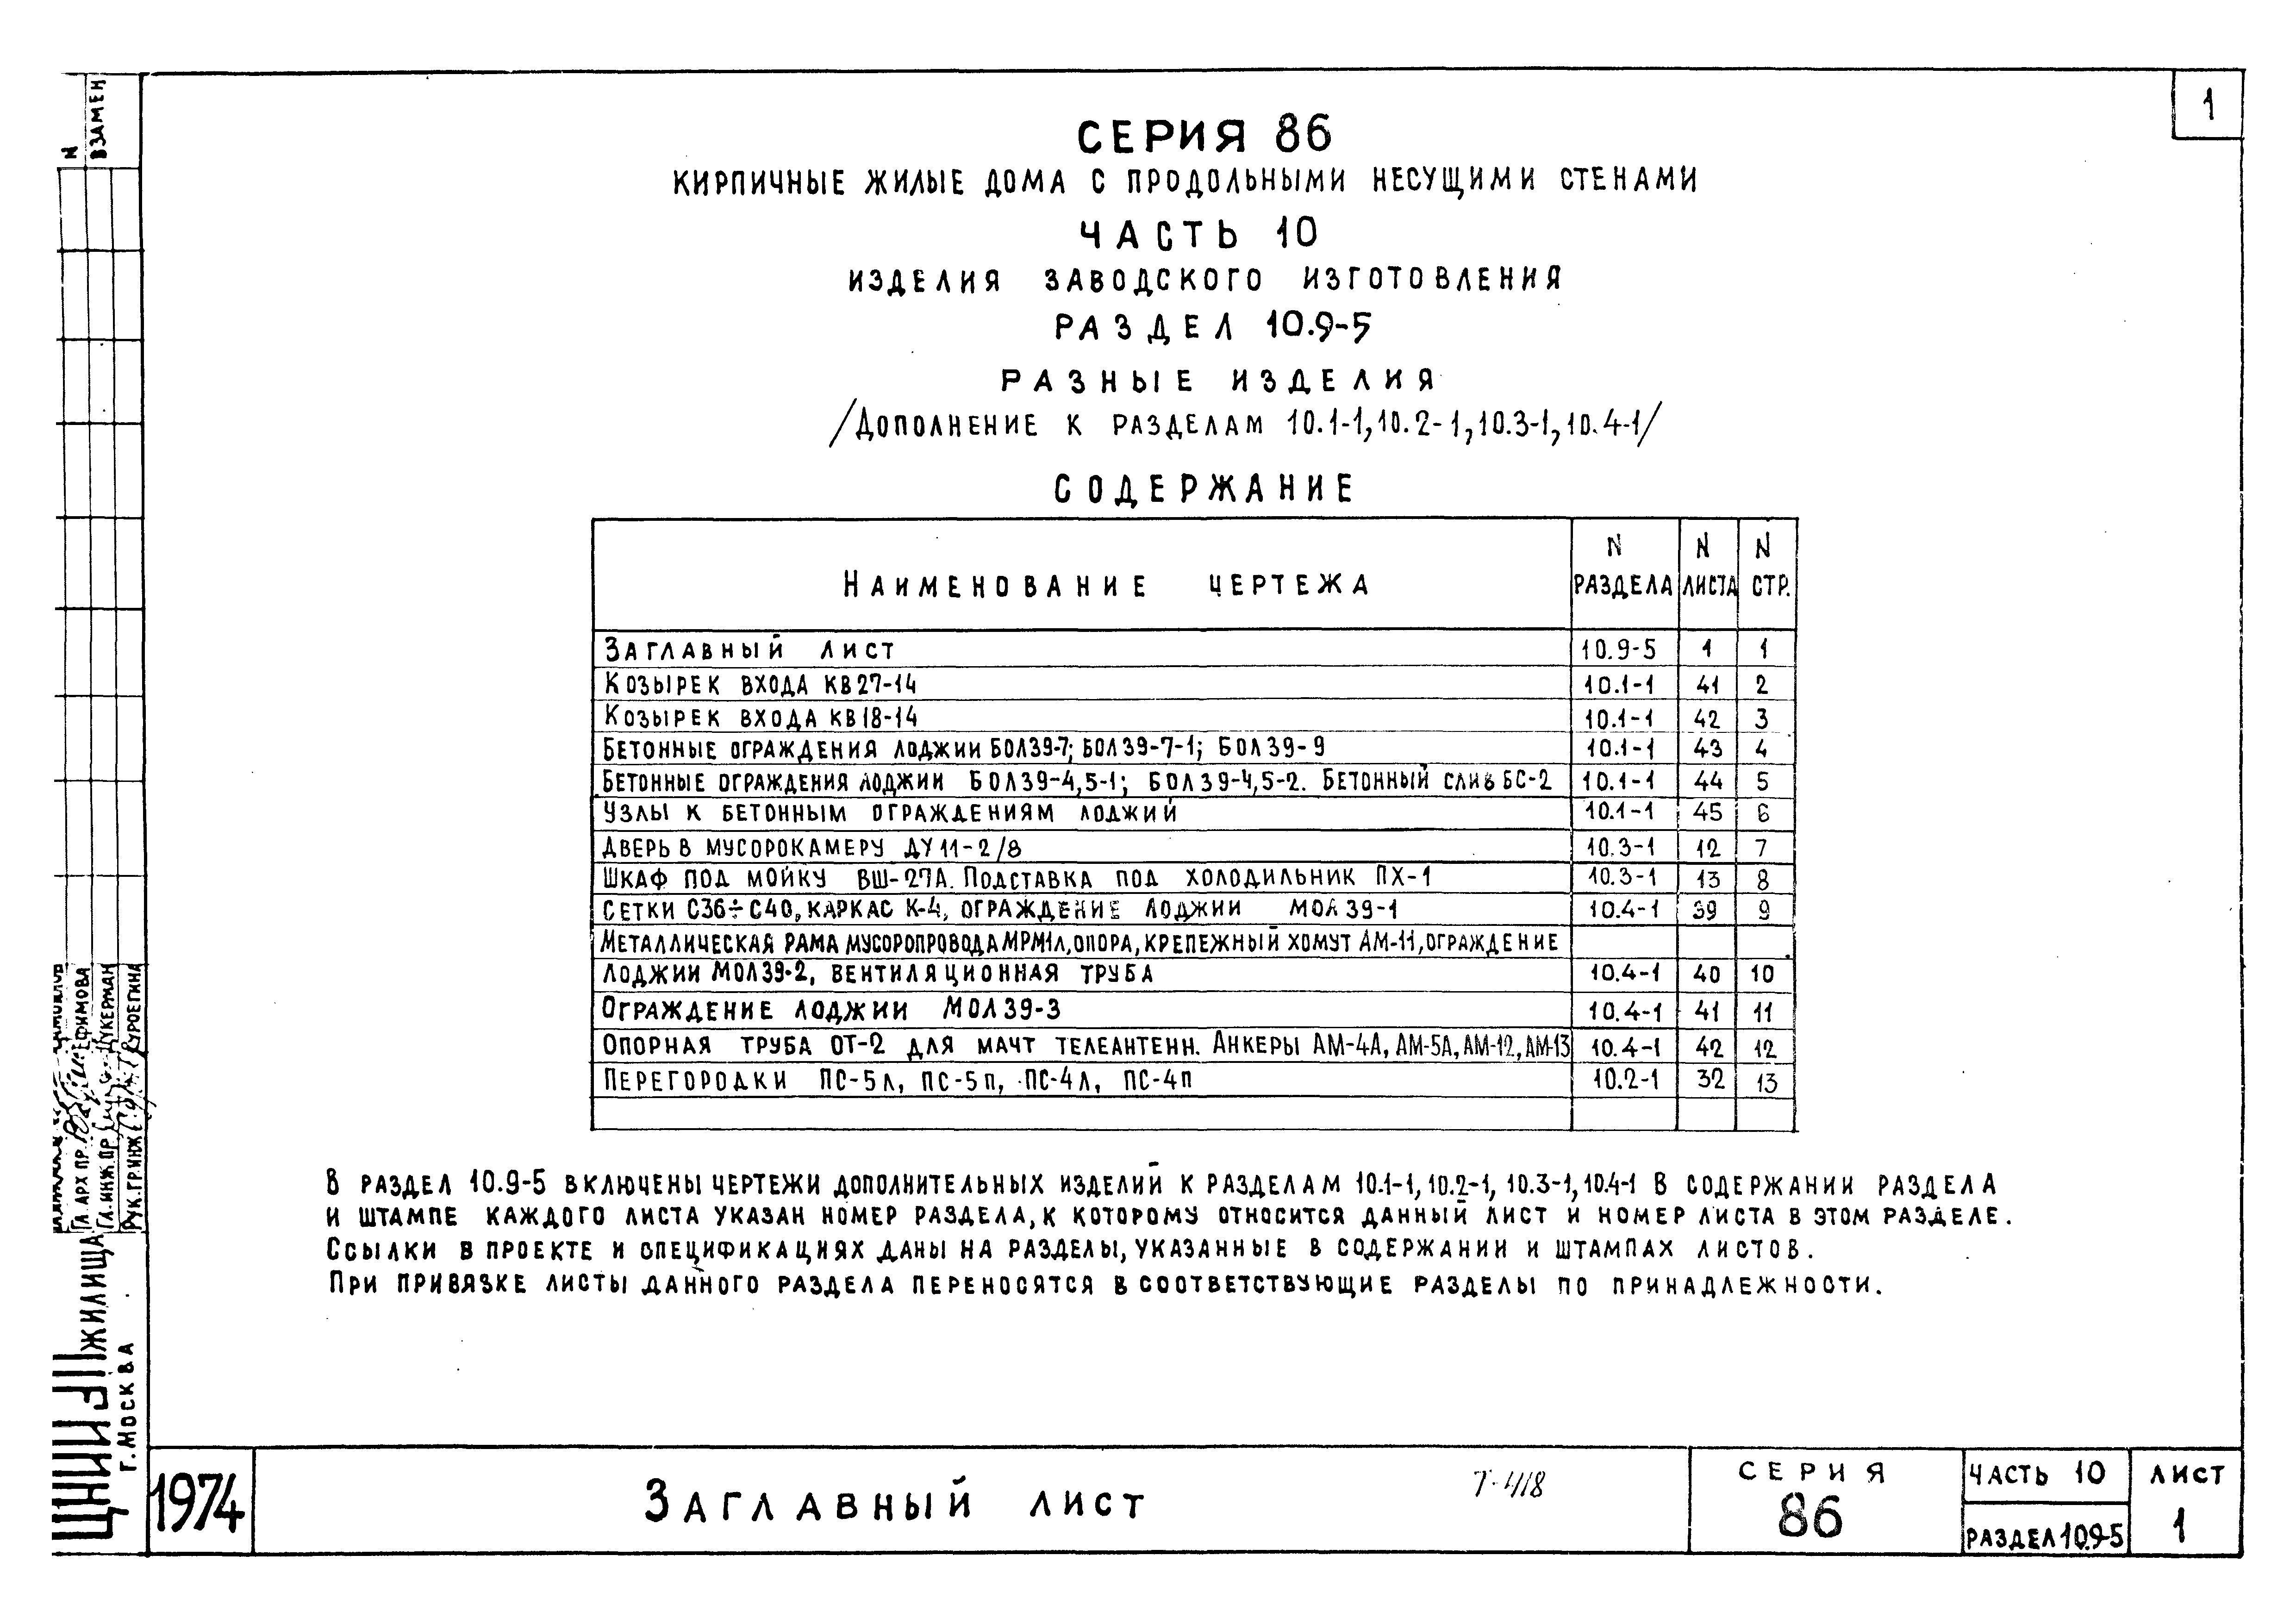 1
СЕРИЯ 86
КИРПИЧНЫЕ ЖИЛЫЕ ДОМА С ПРОДОЛЬНЫМИ НЕСУЩИМИ СТЕНАМИ
ЧАСТЬ 10
ИЗДЕЛИЯ ЗАВОДСКОГО ИЗГОТОВЛЕНИЯ
РАЗДЕЛ 10.9-5
РАЗНЫЕ ИЗДЕЛИЯ
/ДОПОЛНЕНИЕ К РАЗДЕЛАМ 10.1-1, 10.2-1, 10.3-1, 10.4-1/
СОДЕРЖАНИЕ
НАИМЕНОВАНИЕ ЧЕРТЕЖА N РАЗДЕЛА N ЛИСТА N СТР.
ЗАГЛАВНЫЙ ЛИСТ 10.9-5 1 1
КОЗЫРЕК ВХОДА КВ27-14 10.1-1 41 2
КОЗЫРЕК ВХОДА КВ18-14 10.1-1 42 3
БЕТОННЫЕ ОГРАЖДЕНИЯ ЛОДЖИИ БОЛ39-7; БОЛ39-7-1; БОЛ39-9 10.1-1 43 4
БЕТОННЫЕ ОГРАЖДЕНИЯ ЛОДЖИИ БОЛ39-4,5-1; БОЛ39-4,5-2. БЕТОННЫЙ СЛИВ БС-2 10.1-1 44 5
УЗЛЫ К БЕТОННЫМ ОГРАЖДЕНИЯМ ЛОДЖИЙ 10.1-1 45 6
ДВЕРЬ В МУСОРОКАМЕРУ ДУ11-2/8 10.3-1 12 7
ШКАФ ПОД МОЙКУ ВШ-27А. ПОДСТАВКА ПОД ХОЛОДИЛЬНИК ПХ-1 10.3-1 13 8
СЕТКИ С36÷С40, КАРКАС К-4, ОГРАЖДЕНИЕ ЛОДЖИИ МОЛ39-1 10.4-1 39 9
МЕТАЛЛИЧЕСКАЯ РАМА МУСОРОПРОВОДА МРМ1Л, ОПОРА, КРЕПЕЖНЫЙ ХОМУТ АМ-11, ОГРАЖДЕНИЕ
ЛОДЖИИ МОЛ39-2, ВЕНТИЛЯЦИОННАЯ ТРУБА 10.4-1 40 10
ОГРАЖДЕНИЕ ЛОДЖИИ МОЛ39-3 10.4-1 41 11
ОПОРНАЯ ТРУБА ОТ-2 ДЛЯ МАЧТ ТЕЛЕАНТЕНН. АНКЕРЫ АМ-4А, АМ-5А, АМ-12, АМ-13 10.4-1 42 12
ПЕРЕГОРОДКИ ПС-5Л, ПС-5П, ПС-4Л, ПС-4П 10.2-1 32 13
В РАЗДЕЛ 10.9-5 ВКЛЮЧЕНЫ ЧЕРТЕЖИ ДОПОЛНИТЕЛЬНЫХ ИЗДЕЛИЙ К РАЗДЕЛАМ 10.1-1, 10.2-1, 10.3-1, 10.4-1 В СОДЕРЖАНИИ РАЗДЕЛА
И ШТАМПЕ КАЖДОГО ЛИСТА УКАЗАН НОМЕР РАЗДЕЛА, К КОТОРОМУ ОТНОСИТСЯ ДАННЫЙ ЛИСТ И НОМЕР ЛИСТА В ЭТОМ РАЗДЕЛЕ.
ССЫЛКИ В ПРОЕКТЕ И СПЕЦИФИКАЦИЯХ ДАНЫ НА РАЗДЕЛЫ, УКАЗАННЫЕ В СОДЕРЖАНИИ И ШТАМПАХ ЛИСТОВ.
ПРИ ПРИВЯЗКЕ ЛИСТЫ ДАННОГО РАЗДЕЛА ПЕРЕНОСЯТСЯ В СООТВЕТСТВУЮЩИЕ РАЗДЕЛЫ ПО ПРИНАДЛЕЖНОСТИ.
N ВЗАМЕН
ГЛ. АРХ. ПР. ЕФИМОВА
ГЛ. ИНЖ. ПР. ЦУКЕРМАН
РУК. ГР. ИНЖ.
ЦНИИЭП ЖИЛИЩА
Г. МОСКВА
1974
ЗАГЛАВНЫЙ ЛИСТ
Т-418
СЕРИЯ
86
ЧАСТЬ 10
РАЗДЕЛ 10.9-5
ЛИСТ
1